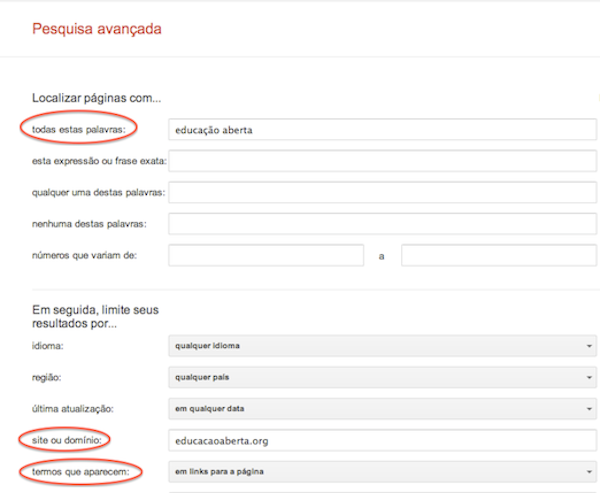 Pesquisa avançada
Localizar páginas com...
todas estas palavras: educação aberta
esta expressão ou frase exata:
qualquer uma destas palavras:
nenhuma destas palavras:
números que variam de: a
Em seguida, limite seus
resultados por...
idioma: qualquer idioma
região: qualquer país
última atualização: em qualquer data
site ou domínio: educacaoaberta.org
termos que aparecem: em links para a página